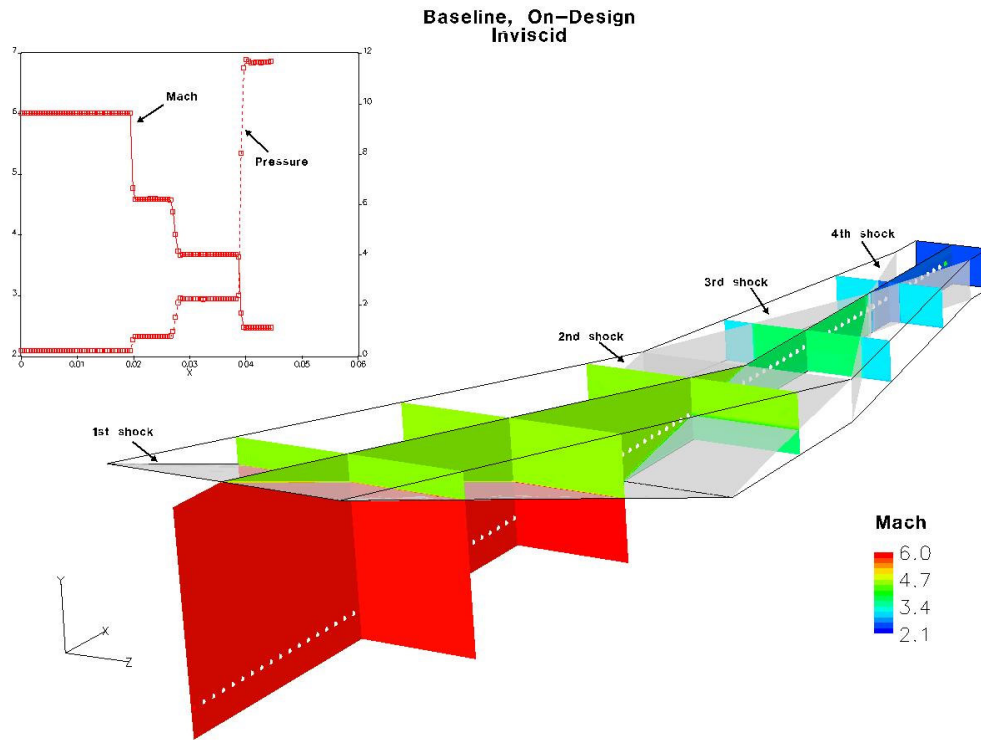 Baseline, On-Design
Inviscid
7
6
5
4
3
2
12
10
8
6
4
2
0
0
0.01
0.02
0.03
0.04
0.05
0.06
X
Mach
Pressure
1st shock
2nd shock
3rd shock
4th shock
Y
X
Z
Mach
6.0
4.7
3.4
2.1